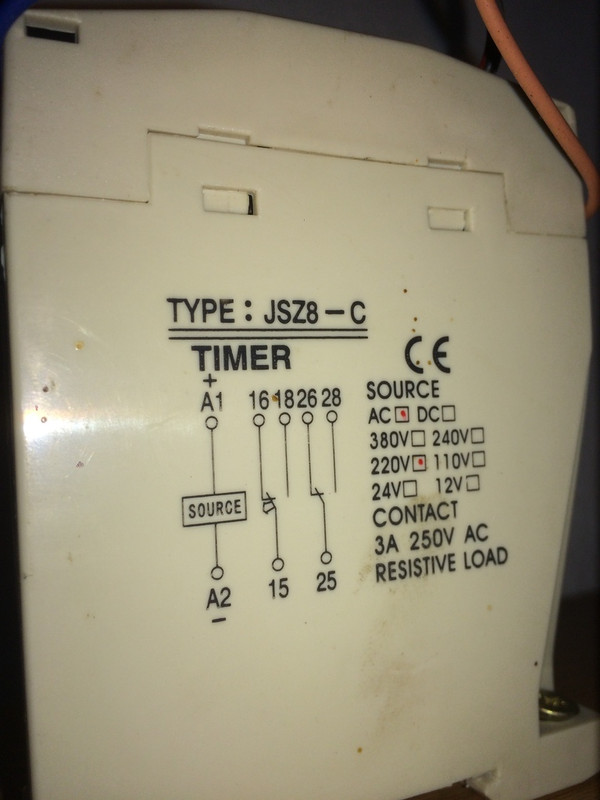 TYPE : JSZ8 - C
TIMER
CE
+
A1 16 18 26 28
SOURCE
A2 15 25
-
SOURCE
AC DC
380V 240V
220V 110V
24V 12V
CONTACT
3A 250V AC
RESISTIVE LOAD